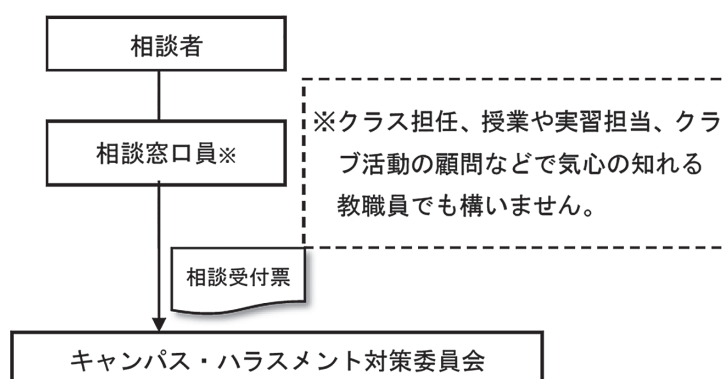 相談者
相談窓口員※
※クラス担任、授業や実習担当、クラ
ブ活動の顧問などで気心の知れる
教職員でも構いません。
相談受付票
キャンパス・ハラスメント対策委員会